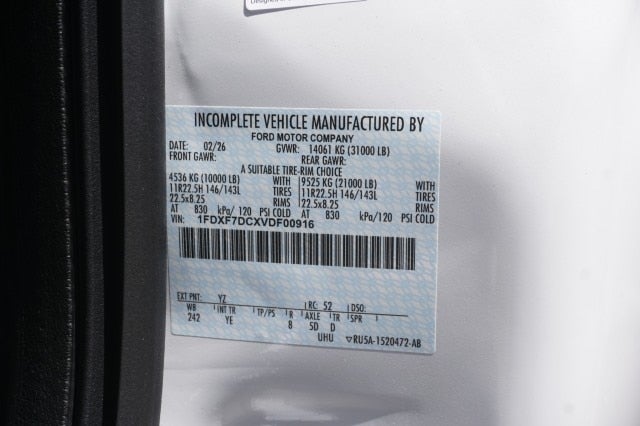 INCOMPLETE VEHICLE MANUFACTURED BY
FORD MOTOR COMPANY
DATE: 02/26 GVWR: 14061 KG (31000 LB)
FRONT GAWR: REAR GAWR:
A SUITABLE TIRE-RIM CHOICE
4536 KG (10000 LB) WITH 9525 KG (21000 LB) WITH
11R22.5H 146/143L TIRES 11R22.5H 146/143L TIRES
22.5x8.25 RIMS 22.5x8.25 RIMS
AT 830 kPa/ 120 PSI COLD AT 830 kPa/120 PSI COLD
VIN: 1FDXF7DCXVDF00916
EXT PNT: YZ RC: 52 DSO:
WB INT TR TP/PS R AXLE TR SPR
242 YE 8 5D D
UHU ▽RU5A-1520472-AB